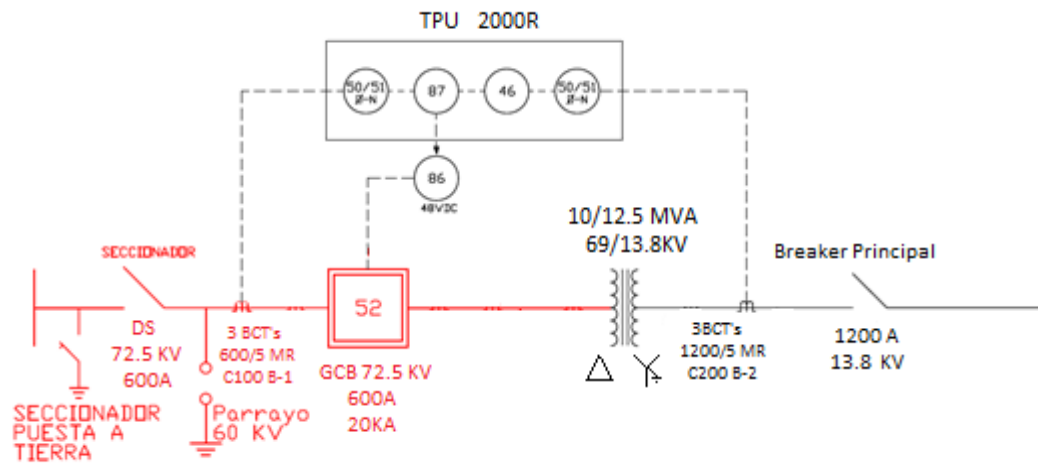 TPU 2000R
50/51
Ø-N
87
46
50/51
Ø-N
86
48VDC
10/12.5 MVA
69/13.8KV
SECCIONADOR
Breaker Principal
52
DS
72.5 KV
600A
3 BCT's
600/5 MR
C100 B-1
GCB 72.5 KV
600A
20KA
3BCT's
1200/5 MR
C200 B-2
1200 A
13.8 KV
SECCIONADOR
PUESTA A
TIERRA
Parrayo
60 KV